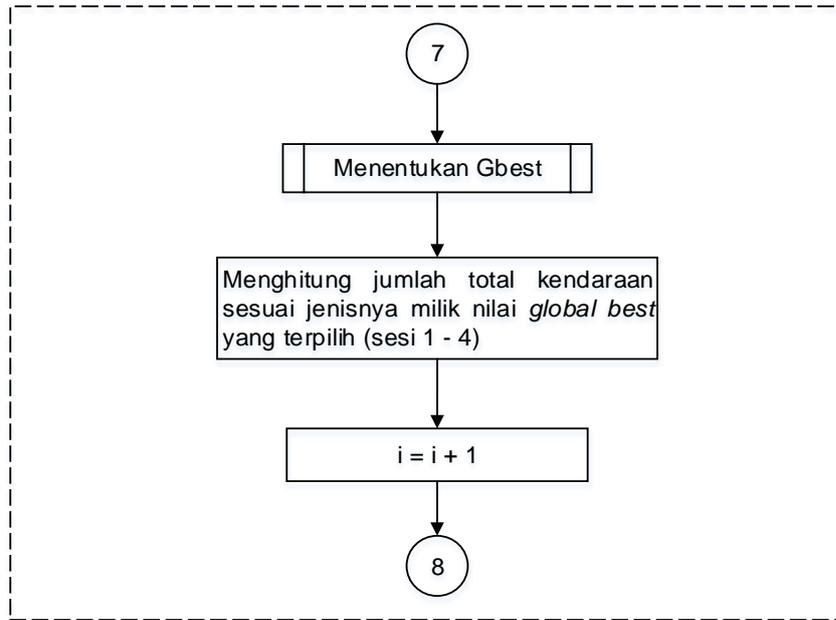 7
Menentukan Gbest
Menghitung jumlah total kendaraan
sesuai jenisnya milik nilai global best
yang terpilih (sesi 1 - 4)
i = i + 1
8